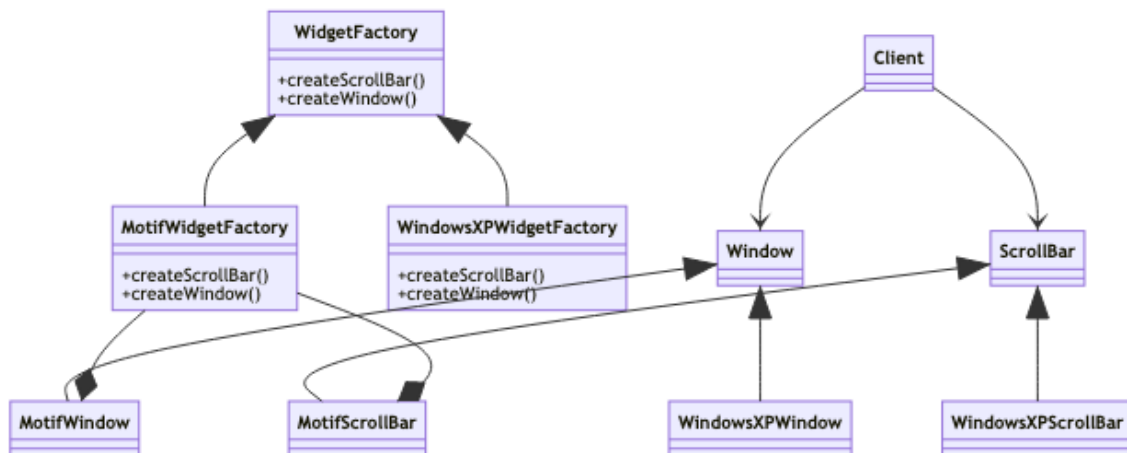 WidgetFactory
+createScrollBar()
+createWindow()
Client
MotifWidgetFactory
+createScrollBar()
+createWindow()
WindowsXPWidgetFactory
+createScrollBar()
+createWindow()
Window
ScrollBar
MotifWindow
MotifScrollBar
WindowsXPWindow
WindowsXPScrollBar